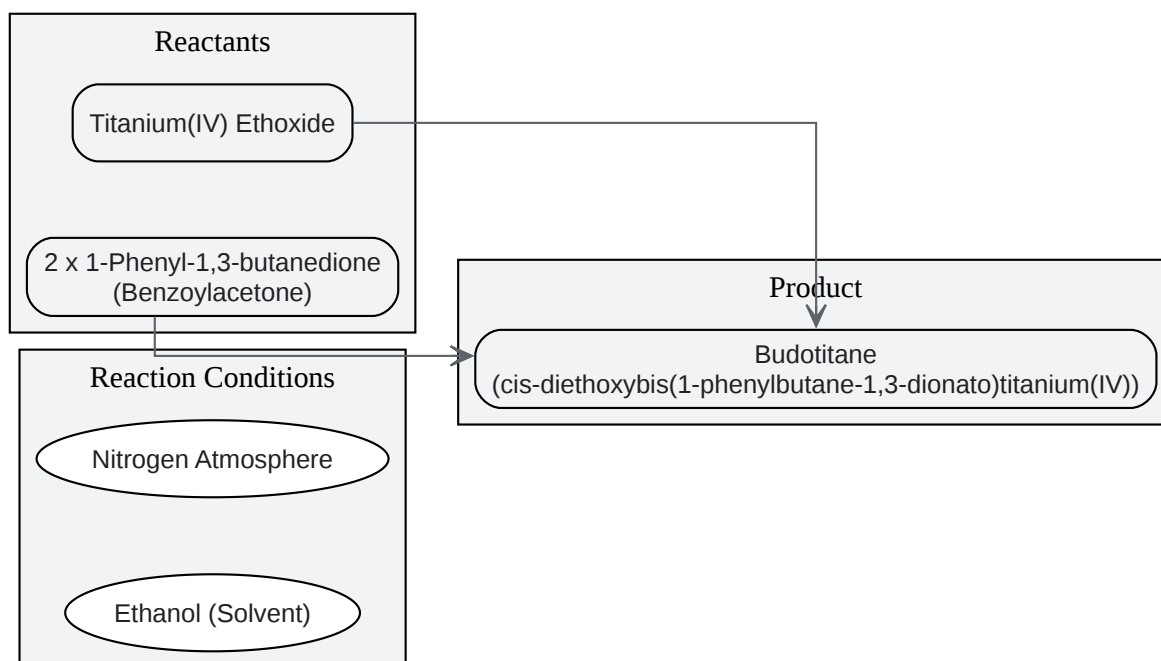 Reactants
Titanium(IV) Ethoxide
2 x 1-Phenyl-1,3-butanedione
(Benzoylacetone)
Product
Budotitane
(cis-diethoxybis(1-phenylbutane-1,3-dionato)titanium(IV))
Reaction Conditions
Nitrogen Atmosphere
Ethanol (Solvent)